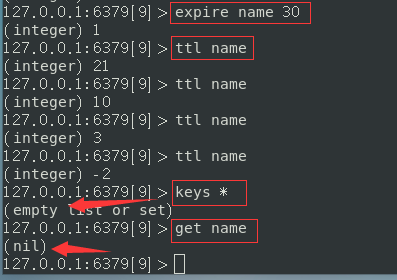 127.0.0.1:6379[9]> expire name 30
(integer) 1
127.0.0.1:6379[9]> ttl name
(integer) 21
127.0.0.1:6379[9]> ttl name
(integer) 10
127.0.0.1:6379[9]> ttl name
(integer) 3
127.0.0.1:6379[9]> ttl name
(integer) -2
127.0.0.1:6379[9]> keys *
(empty list or set)
127.0.0.1:6379[9]> get name
(nil)
127.0.0.1:6379[9]>